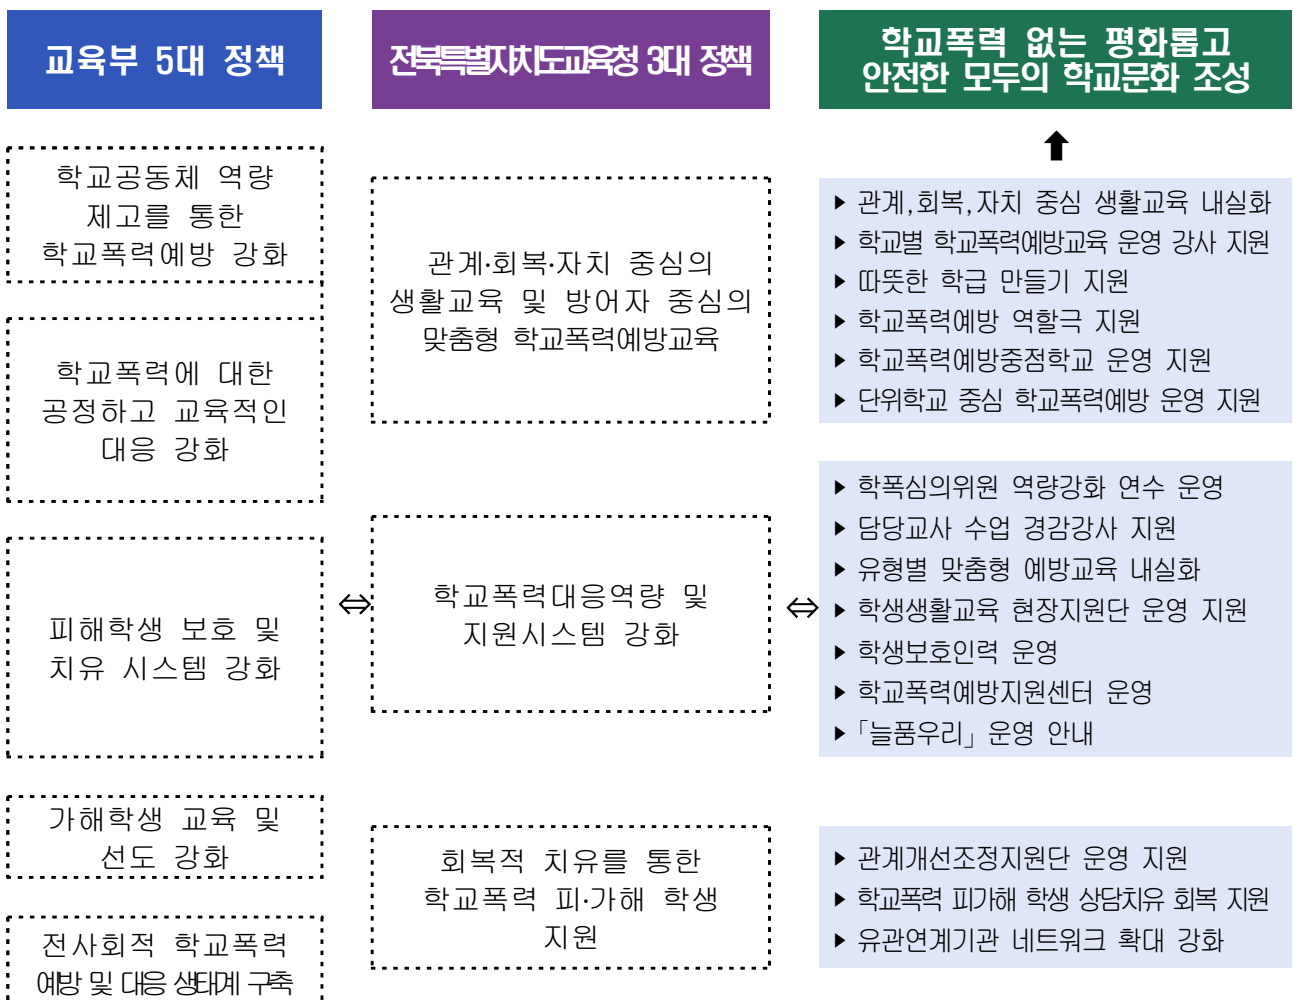 교육부 5대 정책
학교공동체 역량
제고를 통한
학교폭력예방 강화
학교폭력에 대한
공정하고 교육적인
대응 강화
피해학생 보호 및
치유 시스템 강화
가해학생 교육 및
선도 강화
전사회적 학교폭력
예방 및 대응 생태계 구축
⇔
전북특별자치도교육청 3대 정책
관계·회복·자치 중심의
생활교육 및 방어자 중심의
맞춤형 학교폭력예방교육
학교폭력대응역량 및
지원시스템 강화
회복적 치유를 통한
학교폭력 피·가해 학생
지원
⇔
학교폭력 없는 평화롭고
안전한 모두의 학교문화 조성
⬆
▶ 관계,회복,자치 중심 생활교육 내실화
▶ 학교별 학교폭력예방교육 운영 강사 지원
▶ 따뜻한 학급 만들기 지원
▶ 학교폭력예방 역할극 지원
▶ 학교폭력예방중점학교 운영 지원
▶ 단위학교 중심 학교폭력예방 운영 지원
▶ 학폭심의위원 역량강화 연수 운영
▶ 담당교사 수업 경감강사 지원
▶ 유형별 맞춤형 예방교육 내실화
▶ 학생생활교육 현장지원단 운영 지원
▶ 학생보호인력 운영
▶ 학교폭력예방지원센터 운영
▶「늘품우리」운영 안내
▶ 관계개선조정지원단 운영 지원
▶ 학교폭력 피가해 학생 상담치유 회복 지원
▶ 유관연계기관 네트워크 확대 강화